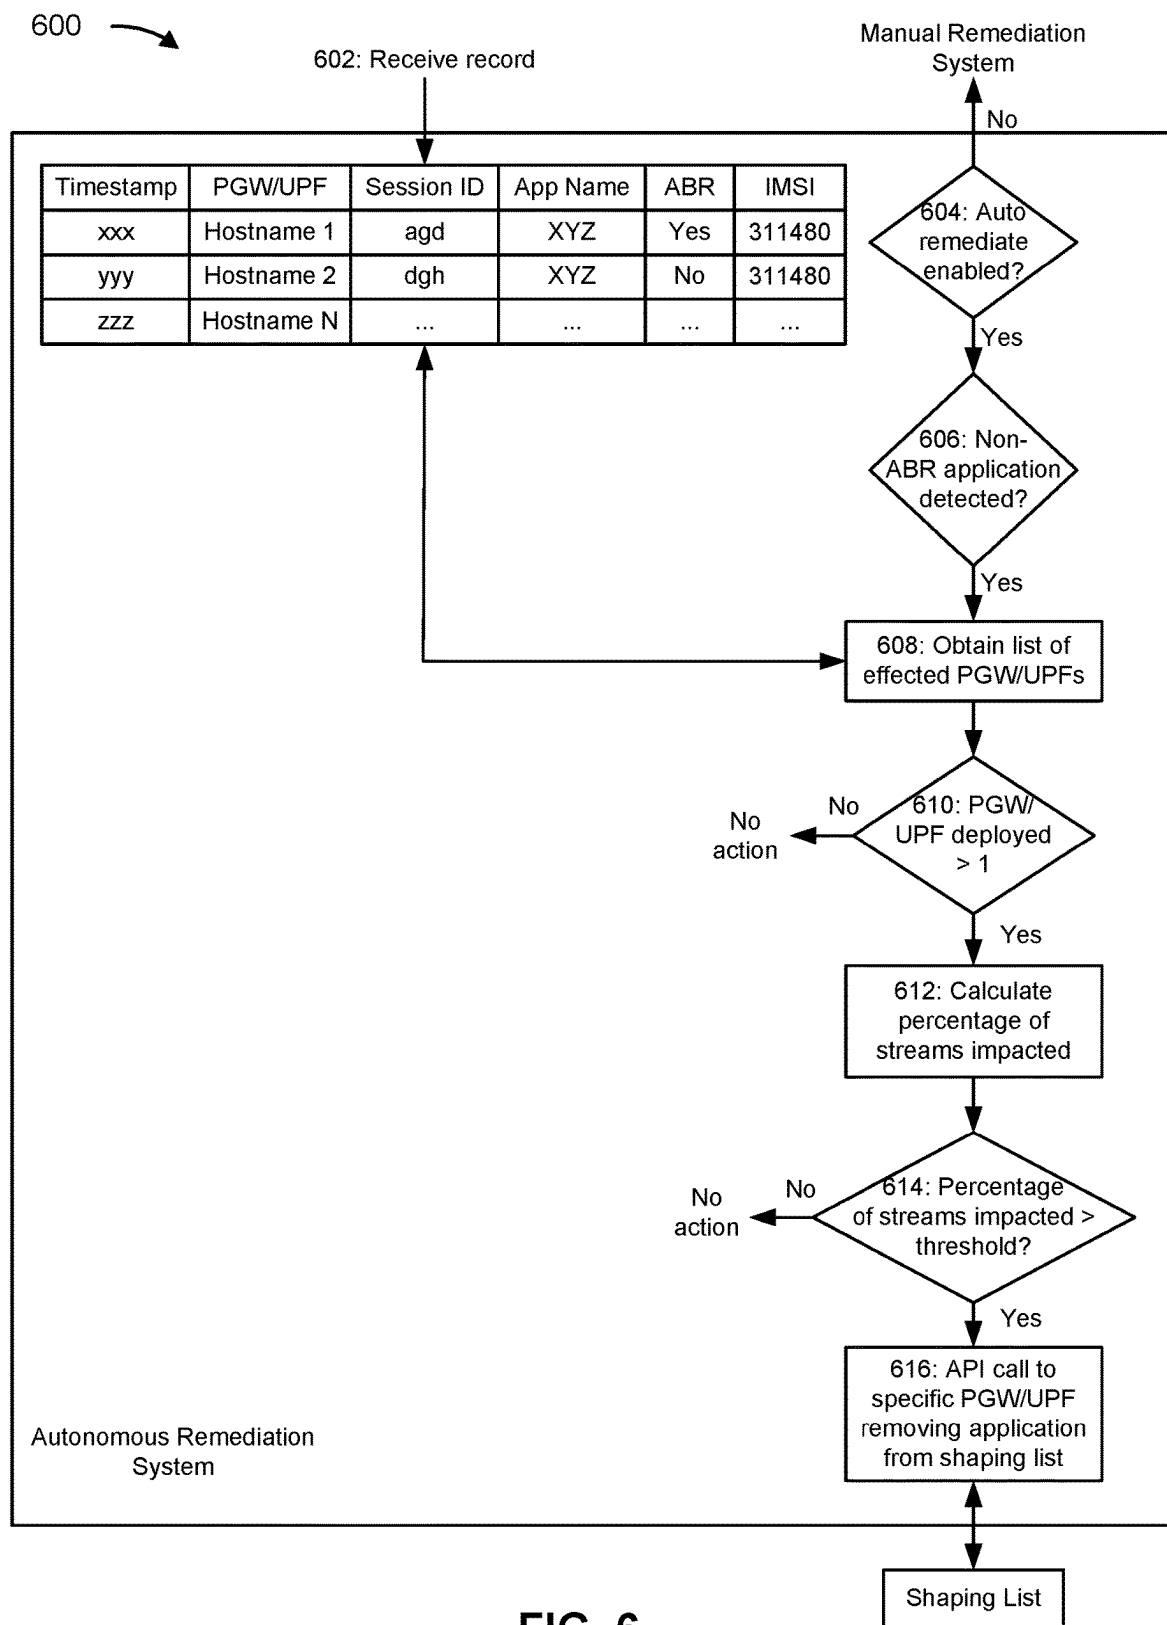 600
602: Receive record
Manual Remediation
System
No
Timestamp PGW/UPF Session ID App Name ABR IMSI
xxx Hostname 1 agd XYZ Yes 311480
yyy Hostname 2 dgh XYZ No 311480
zzz Hostname N ... ... ... ...
604: Auto
remediate
enabled?
Yes
606: Non-
ABR application
detected?
Yes
608: Obtain list of
effected PGW/UPFs
610: PGW/
UPF deployed
> 1
No
No
action
Yes
612: Calculate
percentage of
streams impacted
614: Percentage
of streams impacted >
threshold?
No
No
action
Yes
616: API call to
specific PGW/UPF
removing application
from shaping list
Autonomous Remediation
System
Shaping List
FIG. 6